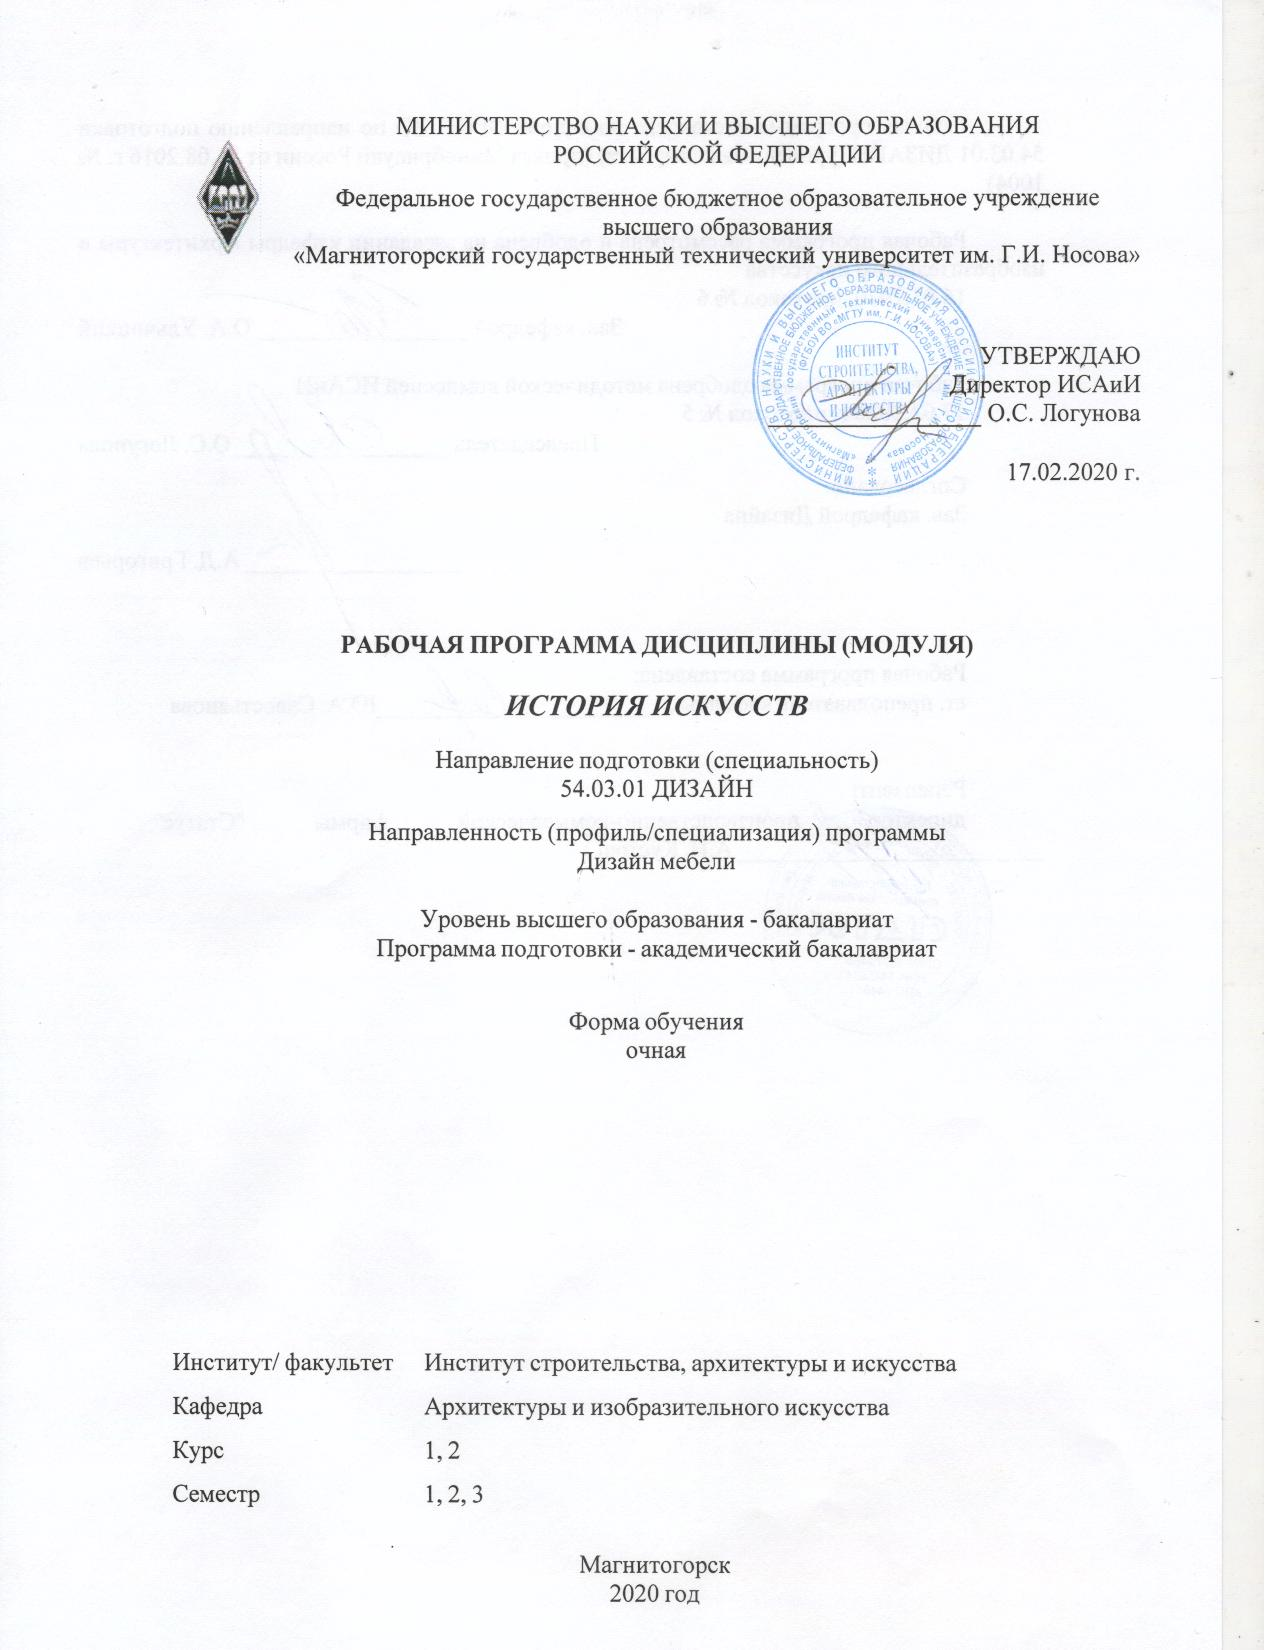 МИНИСТЕРСТВО НАУКИ И ВЫСШЕГО ОБРАЗОВАНИЯ
РОССИЙСКОЙ ФЕДЕРАЦИИ
Федеральное государственное бюджетное образовательное учреждение
высшего образования
«Магнитогорский государственный технический университет им. Г.И. Носова»
ИНСТИТУТ
СТРОИТЕЛЬСТВА,
АРХИТЕКТУРЫ
И ИСКУССТВА
УТВЕРЖДАЮ
Директор ИСАиИ
О.С. Логунова
17.02.2020 г.
РАБОЧАЯ ПРОГРАММА ДИСЦИПЛИНЫ (МОДУЛЯ)
ИСТОРИЯ ИСКУССТВ
Направление подготовки (специальность)
54.03.01 ДИЗАЙН
Направленность (профиль/специализация) программы
Дизайн мебели
Уровень высшего образования - бакалавриат
Программа подготовки - академический бакалавриат
Форма обучения
очная
Институт/ факультет Институт строительства, архитектуры и искусства
Кафедра Архитектуры и изобразительного искусства
Курс 1, 2
Семестр 1, 2, 3
Магнитогорск
2020 год